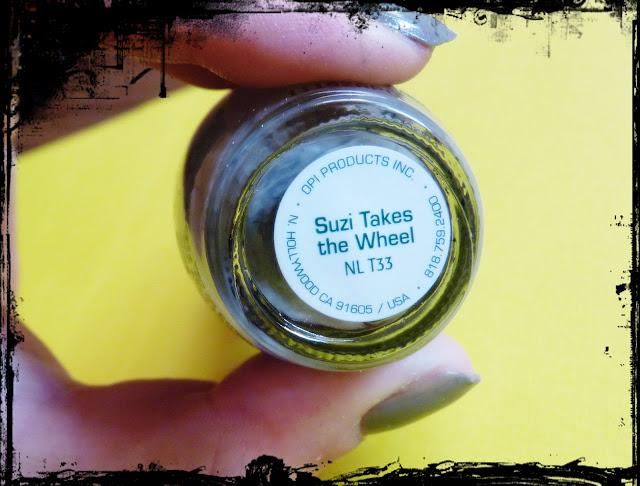 · OPI PRODUCTS INC. ·
Suzi Takes
the Wheel
NL T33
N. HOLLYWOOD CA 91605 / USA · 818.759.2400